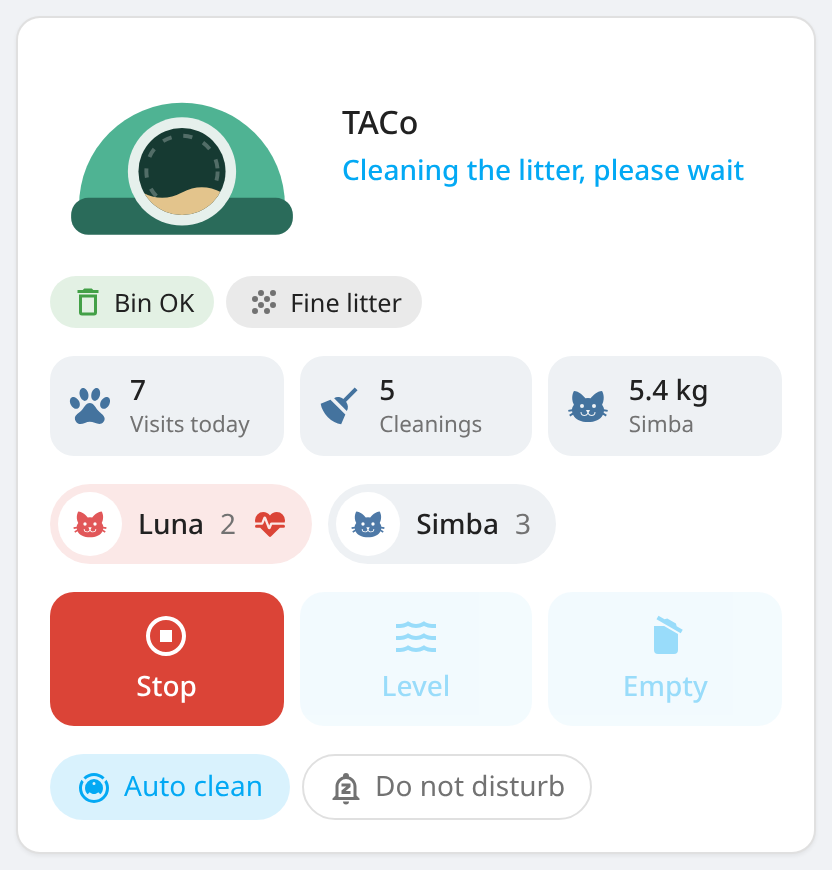 TACo
Cleaning the litter, please wait
Bin OK
Fine litter
7
Visits today
5
Cleanings
5.4 kg
Simba
Luna 2
Simba 3
Stop
Level
Empty
Auto clean
Do not disturb